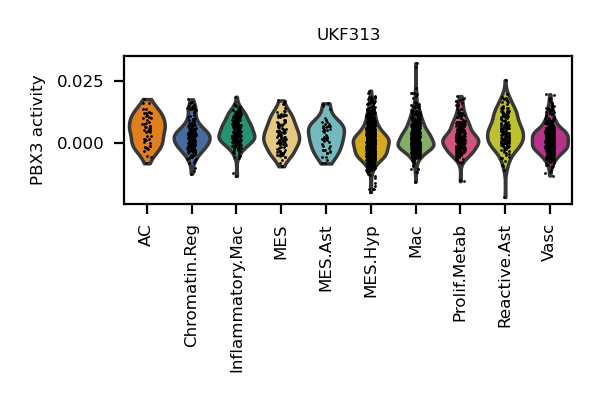 UKF313
PBX3 activity
0.025
0.000
AC
Chromatin.Reg
Inflammatory.Mac
MES
MES.Ast
MES.Hyp
Mac
Prolif.Metab
Reactive.Ast
Vasc